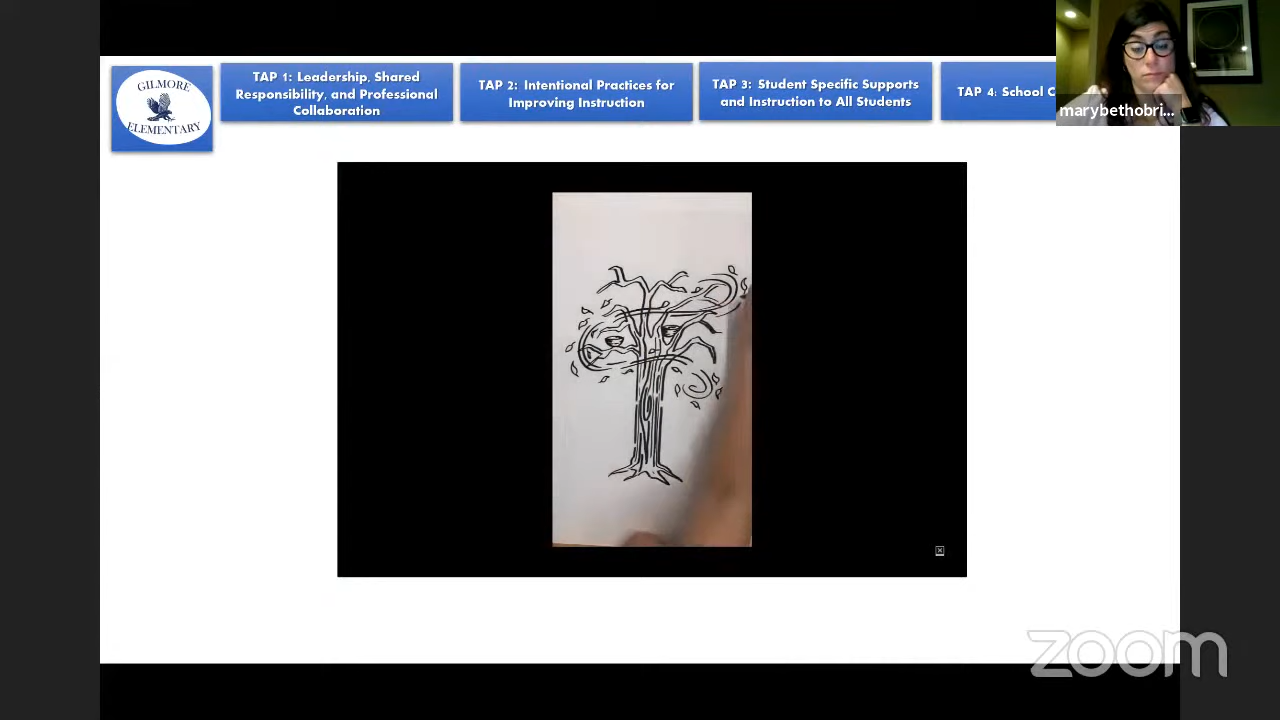 GILMORE
ELEMENTARY
TAP 1: Leadership, Shared
Responsibility, and Professional
Collaboration
TAP 2: Intentional Practices for
Improving Instruction
TAP 3: Student Specific Supports
and Instruction to All Students
TAP 4: School C
marybethobri...
zoom